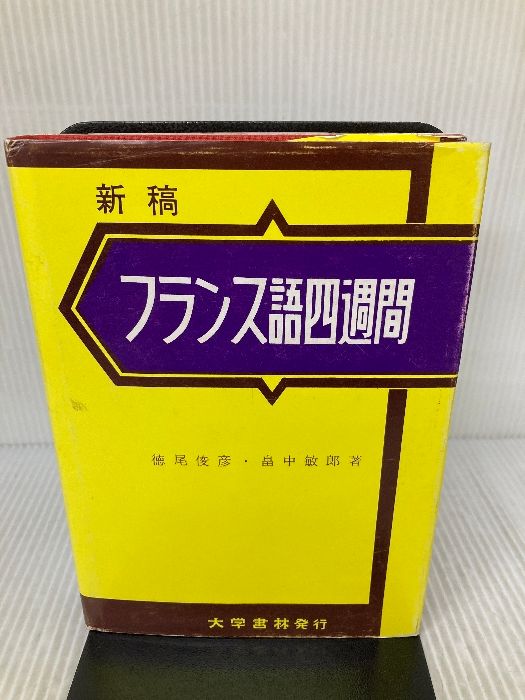 新稿
フランス語四週間
徳尾俊彦・畠中敏郎著
大学書林発行